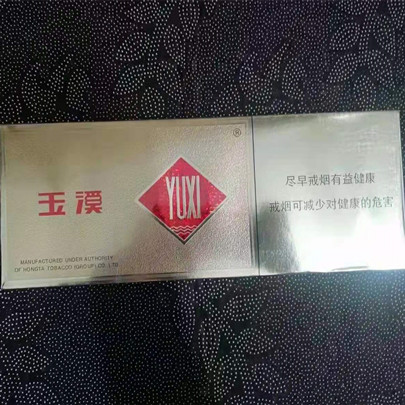 玉溪
YUXI
®
MANUFACTURED UNDER AUTHORITY
OF HONGTA TOBACCO (GROUP) CO.LTD
尽早戒烟有益健康
戒烟可减少对健康的危害